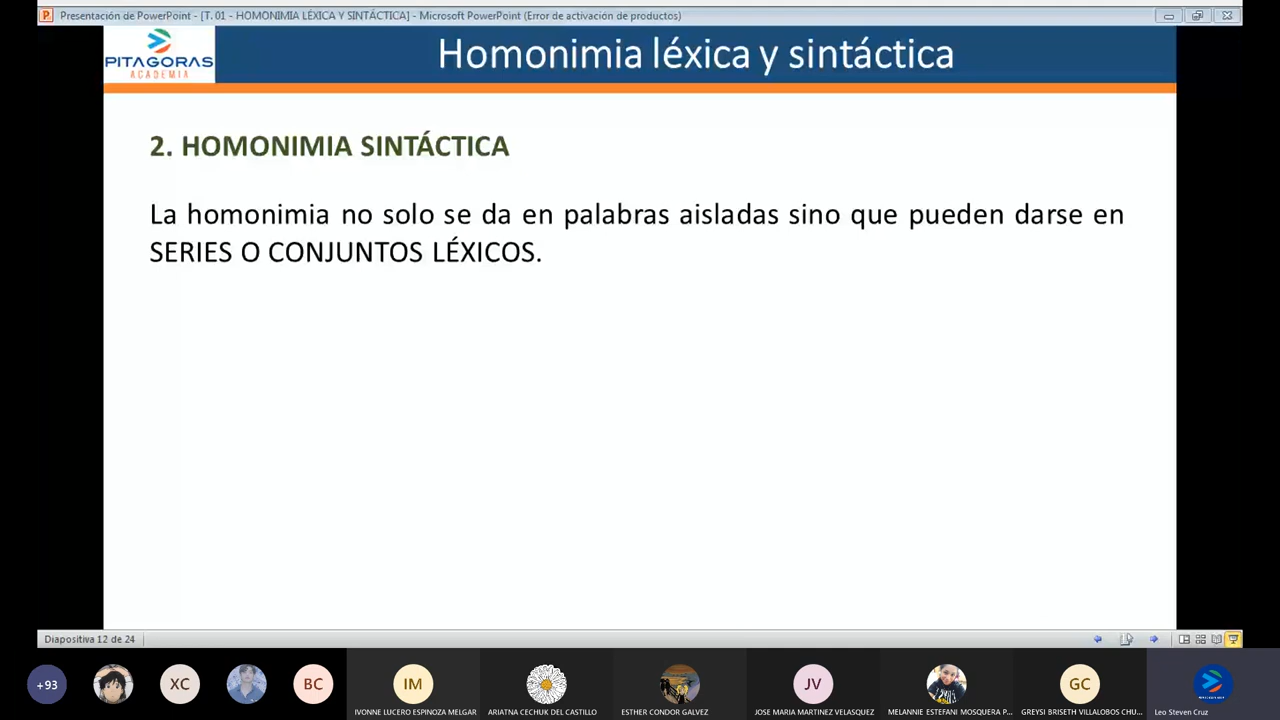 Presentación de PowerPoint - [T. 01 - HOMONIMIA LÉXICA Y SINTÁCTICA] - Microsoft PowerPoint (Error de activación de productos)
PITAGORAS
ACADEMIA
Homonimia léxica y sintáctica
2. HOMONIMIA SINTÁCTICA
La homonimia no solo se da en palabras aisladas sino que pueden darse en
SERIES O CONJUNTOS LÉXICOS.
Diapositiva 12 de 24
+93
XC
BC
IM
JV
GC
IVONNE LUCERO ESPINOZA MELGAR
ARIATNA CECHUK DEL CASTILLO
ESTHER CONDOR GALVEZ
JOSE MARIA MARTINEZ VELASQUEZ
MELANNIE ESTEFANI MOSQUERA P...
GREYSI BRISETH VILLALOBOS CHU...
Leo Steven Cruz